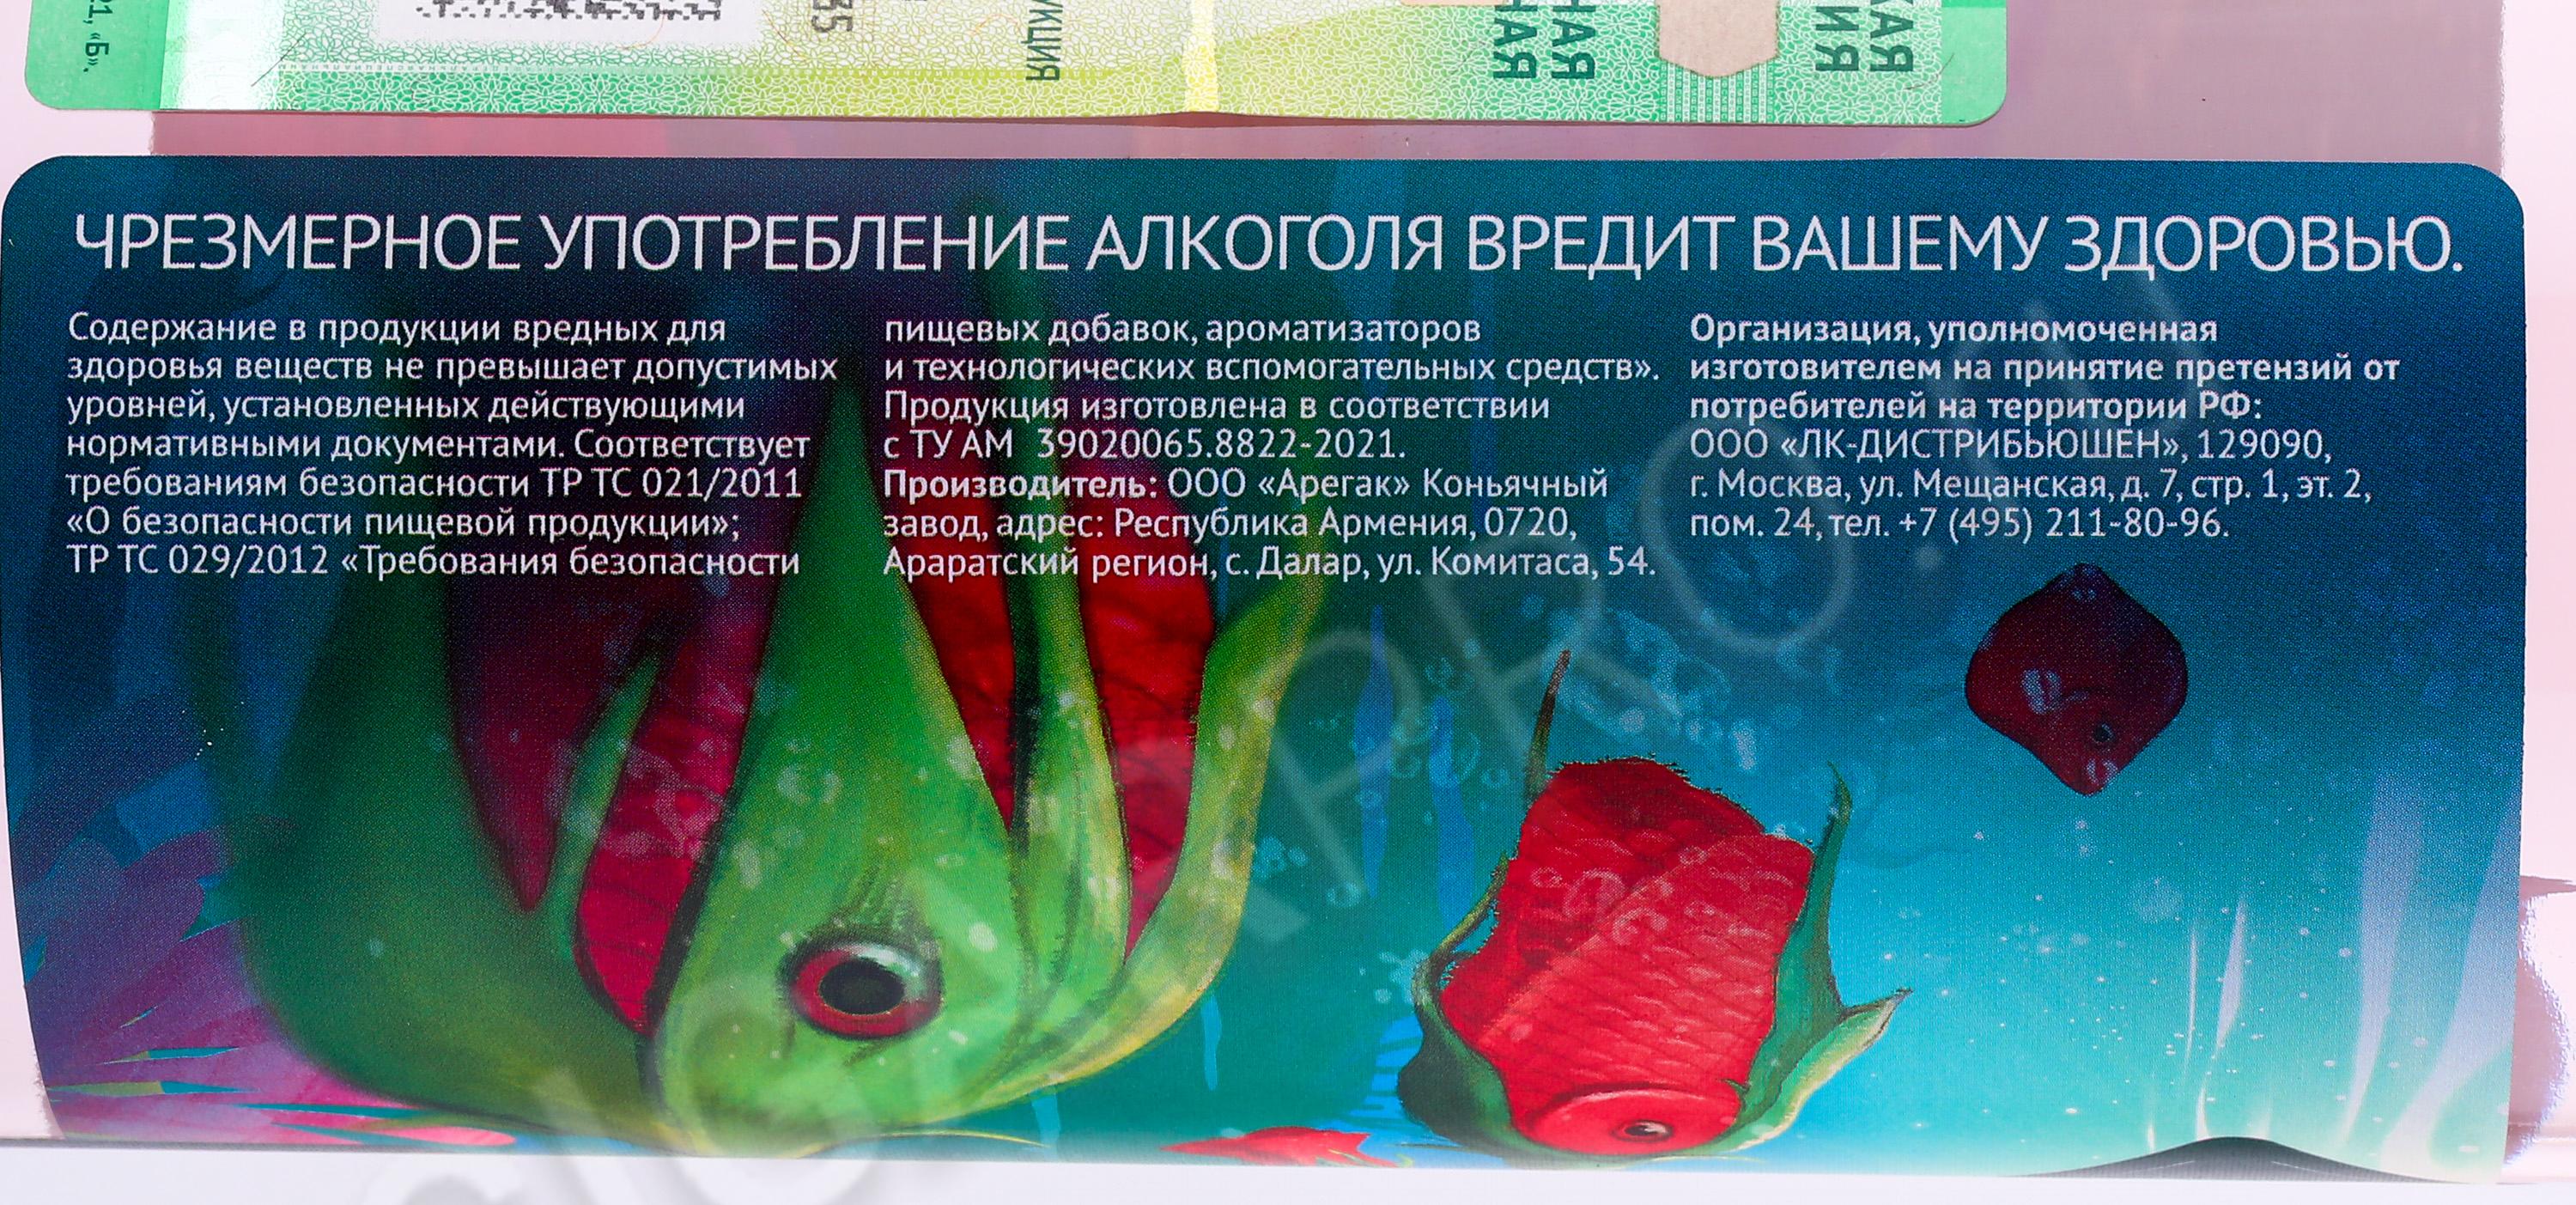 21, «Б».
35
ЧРЕЗМЕРНОЕ УПОТРЕБЛЕНИЕ АЛКОГОЛЯ ВРЕДИТ ВАШЕМУ ЗДОРОВЬЮ.
Содержание в продукции вредных для
здоровья веществ не превышает допустимых
уровней, установленных действующими
нормативными документами. Соответствует
требованиям безопасности ТР ТС 021/2011
«О безопасности пищевой продукции»;
ТР ТС 029/2012 «Требования безопасности
пищевых добавок, ароматизаторов
и технологических вспомогательных средств».
Продукция изготовлена в соответствии
с ТУ АМ 39020065.8822-2021.
Производитель: ООО «Арегак» Коньячный
завод, адрес: Республика Армения, 0720,
Араратский регион, с. Далар, ул. Комитаса, 54.
Организация, уполномоченная
изготовителем на принятие претензий от
потребителей на территории РФ:
ООО «ЛК-ДИСТРИБЬЮШЕН», 129090,
г. Москва, ул. Мещанская, д. 7, стр. 1, эт. 2,
пом. 24, тел. +7 (495) 211-80-96.